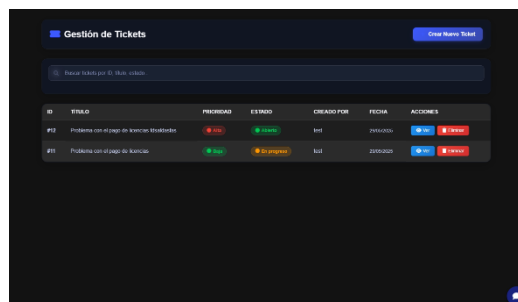 Gestión de Tickets
Crear Nuevo Ticket
Buscar tickets por ID, título, estado...
ID TÍTULO PRIORIDAD ESTADO CREADO POR FECHA ACCIONES
#12 Problema con el pago de licencias Alta Abierto test Ver Eliminar
#11 Problema con el pago de licencias Baja En progreso test Ver Eliminar